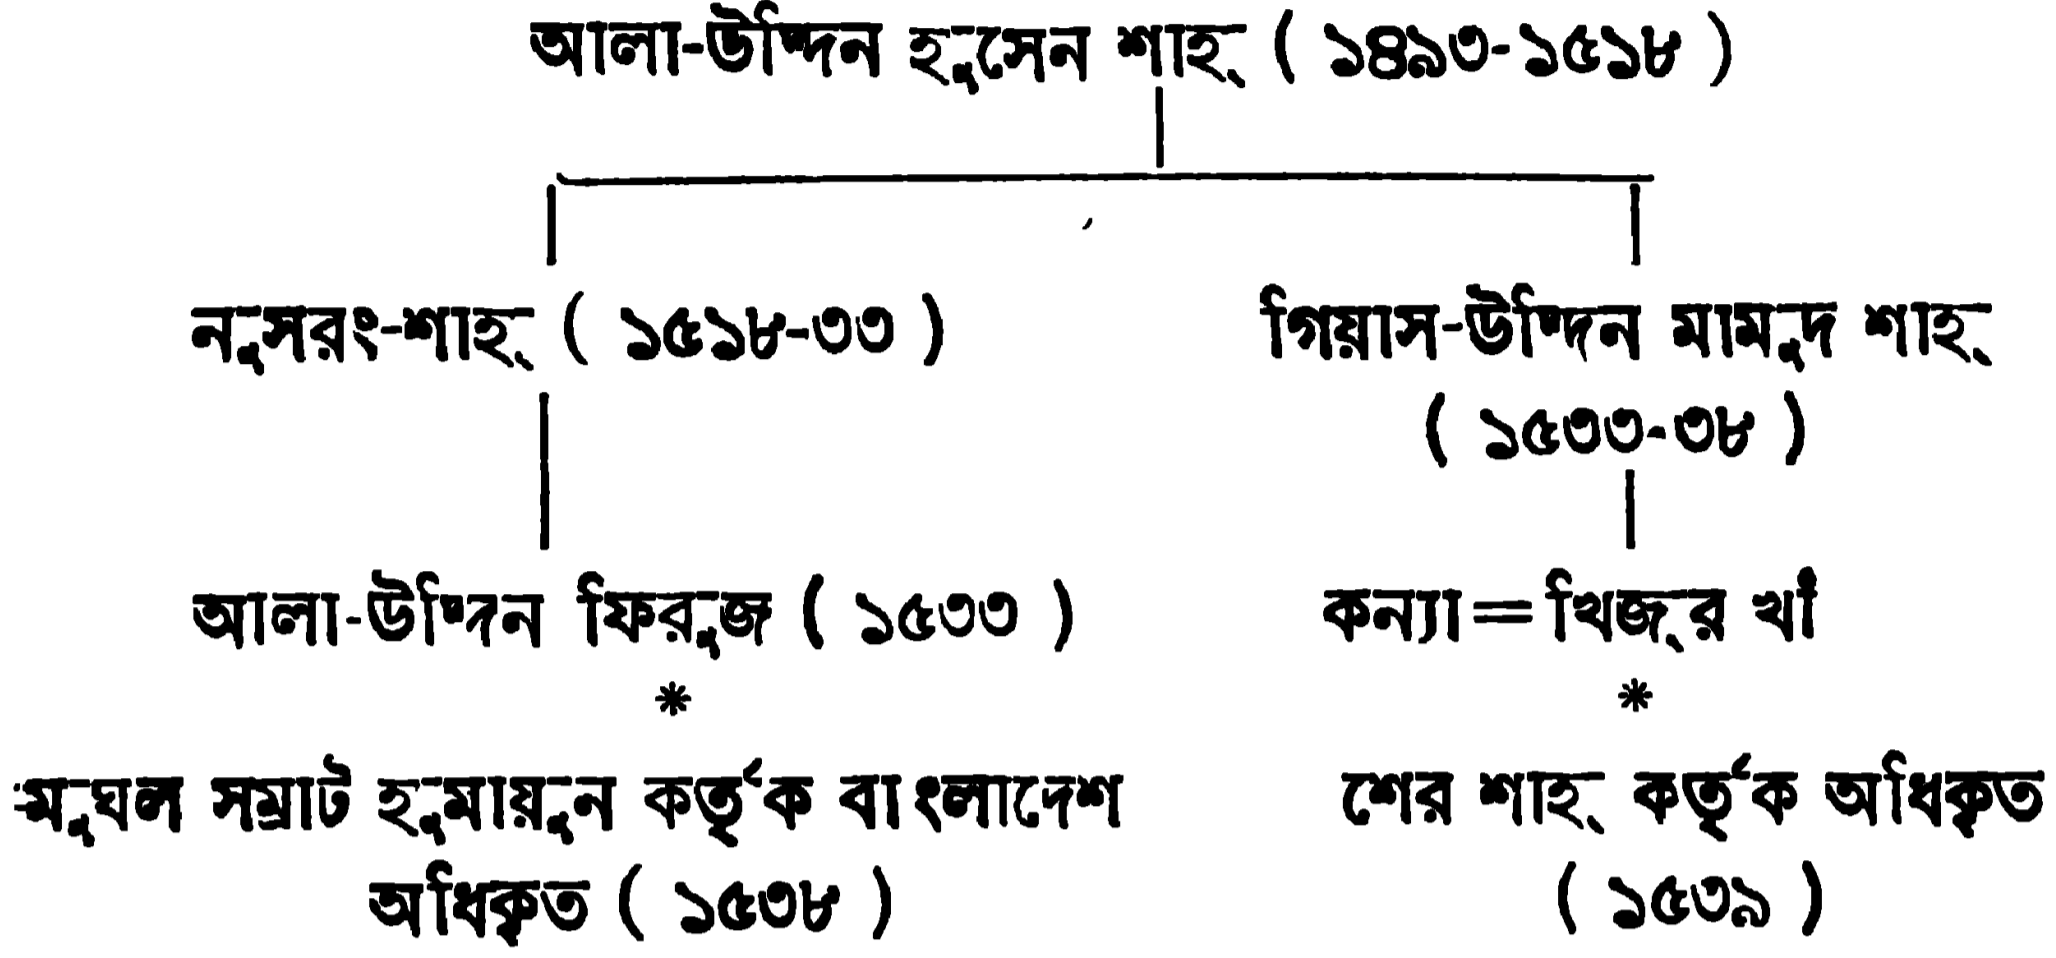 আলা-উদ্দিন হুসেন শাহ্ ( ১৪৯৩-১৫১৮ )
নুসরৎ-শাহ্ ( ১৫১৮-৩৩ )
গিয়াস-উদ্দিন মামুদ শাহ্
( ১৫৩৩-৩৮ )
আলা-উদ্দিন ফিরুজ ( ১৫৩৩ )
কন্যা=খিজ্‌র খাঁ
*
*
মুঘল সম্রাট হুমায়ুন কর্তৃক বাংলাদেশ
অধিকৃত ( ১৫৩৮ )
শের শাহ্ কর্তৃক অধিকৃত
( ১৫৩৯ )